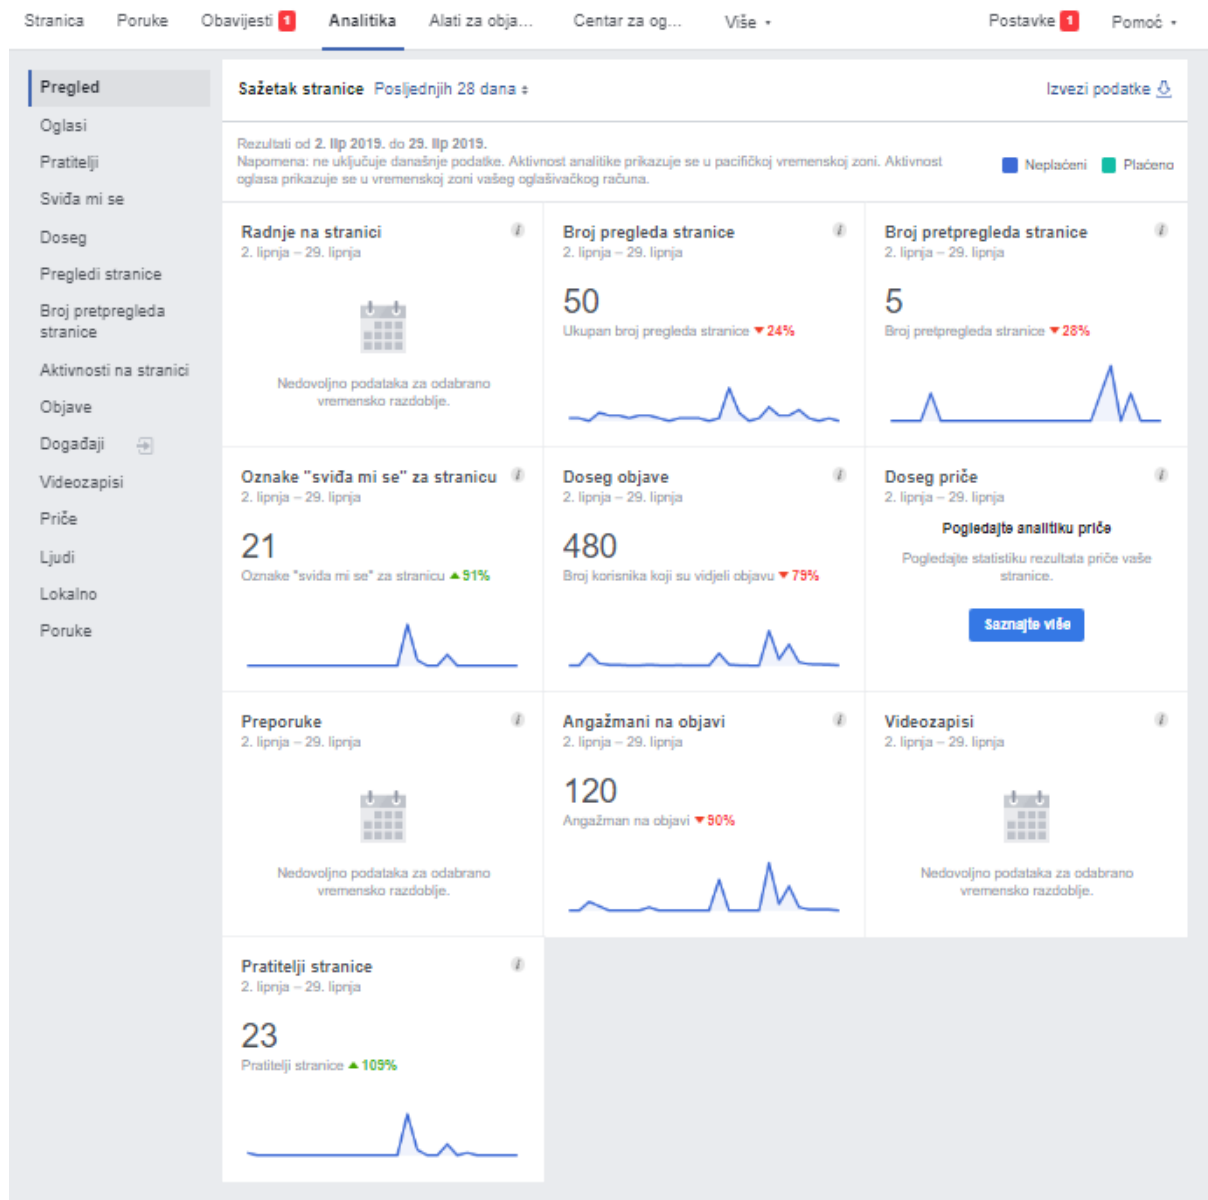 Stranica Poruke Obavijesti 1 Analitika Alati za obja... Centar za og... Više Postavke 1 Pomoć
Pregled
Oglasi
Pratitelji
Sviđa mi se
Doseg
Pregledi stranice
Broj pretpregleda
stranice
Aktivnosti na stranici
Objave
Događaji
Videozapisi
Priče
Ljudi
Lokalno
Poruke
Sažetak stranice Posljednjih 28 dana
Izvezi podatke
Rezultati od 2. lip 2019. do 29. lip 2019.
Napomena: ne uključuje današnje podatke. Aktivnost analitike prikazuje se u pacifičkoj vremenskoj zoni. Aktivnost
oglasa prikazuje se u vremenskoj zoni vašeg oglašivačkog računa.
Neplaćeni Plaćeno
Radnje na stranici
2. lipnja – 29. lipnja
Nedovoljno podataka za odabrano
vremensko razdoblje.
Broj pregleda stranice
2. lipnja – 29. lipnja
50
Ukupan broj pregleda stranice 24%
Broj pretpregleda stranice
2. lipnja – 29. lipnja
5
Broj pretpregleda stranice 28%
Oznake "sviđa mi se" za stranicu
2. lipnja – 29. lipnja
21
Oznake "sviđa mi se" za stranicu 91%
Doseg objave
2. lipnja – 29. lipnja
480
Broj korisnika koji su vidjeli objavu 79%
Doseg priče
2. lipnja – 29. lipnja
Pogledajte analitiku priče
Pogledajte statistiku rezultata priče vaše
stranice.
Saznajte više
Preporuke
2. lipnja – 29. lipnja
Nedovoljno podataka za odabrano
vremensko razdoblje.
Angažmani na objavi
2. lipnja – 29. lipnja
120
Angažman na objavi 90%
Videozapisi
2. lipnja – 29. lipnja
Nedovoljno podataka za odabrano
vremensko razdoblje.
Pratitelji stranice
2. lipnja – 29. lipnja
23
Pratitelji stranice 109%